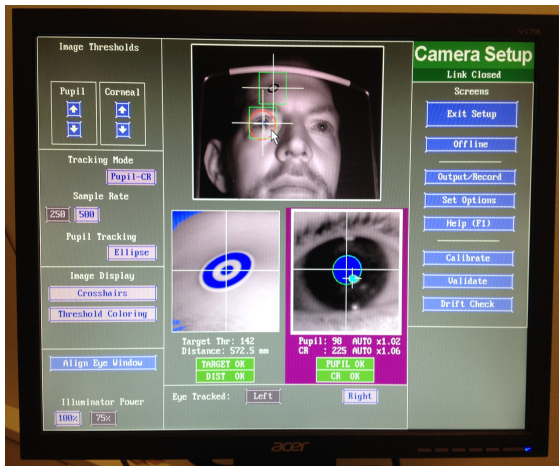 Image Thresholds
Pupil
Corneal
Tracking Mode
Pupil-CR
Sample Rate
250
500
Pupil Tracking
Ellipse
Image Display
Crosshairs
Threshold Coloring
Align Eye Window
Illuminator Power
100%
75%
Target Thr: 142
Distance: 572.5 mm
TARGET OK
DIST OK
Pupil: 98 AUTO x1.02
CR : 225 AUTO x1.06
PUPIL OK
CR OK
Eye Tracked:
Left
Right
Camera Setup
Link Closed
Screens
Exit Setup
Offline
Output/Record
Set Options
Help (F1)
Calibrate
Validate
Drift Check
acer